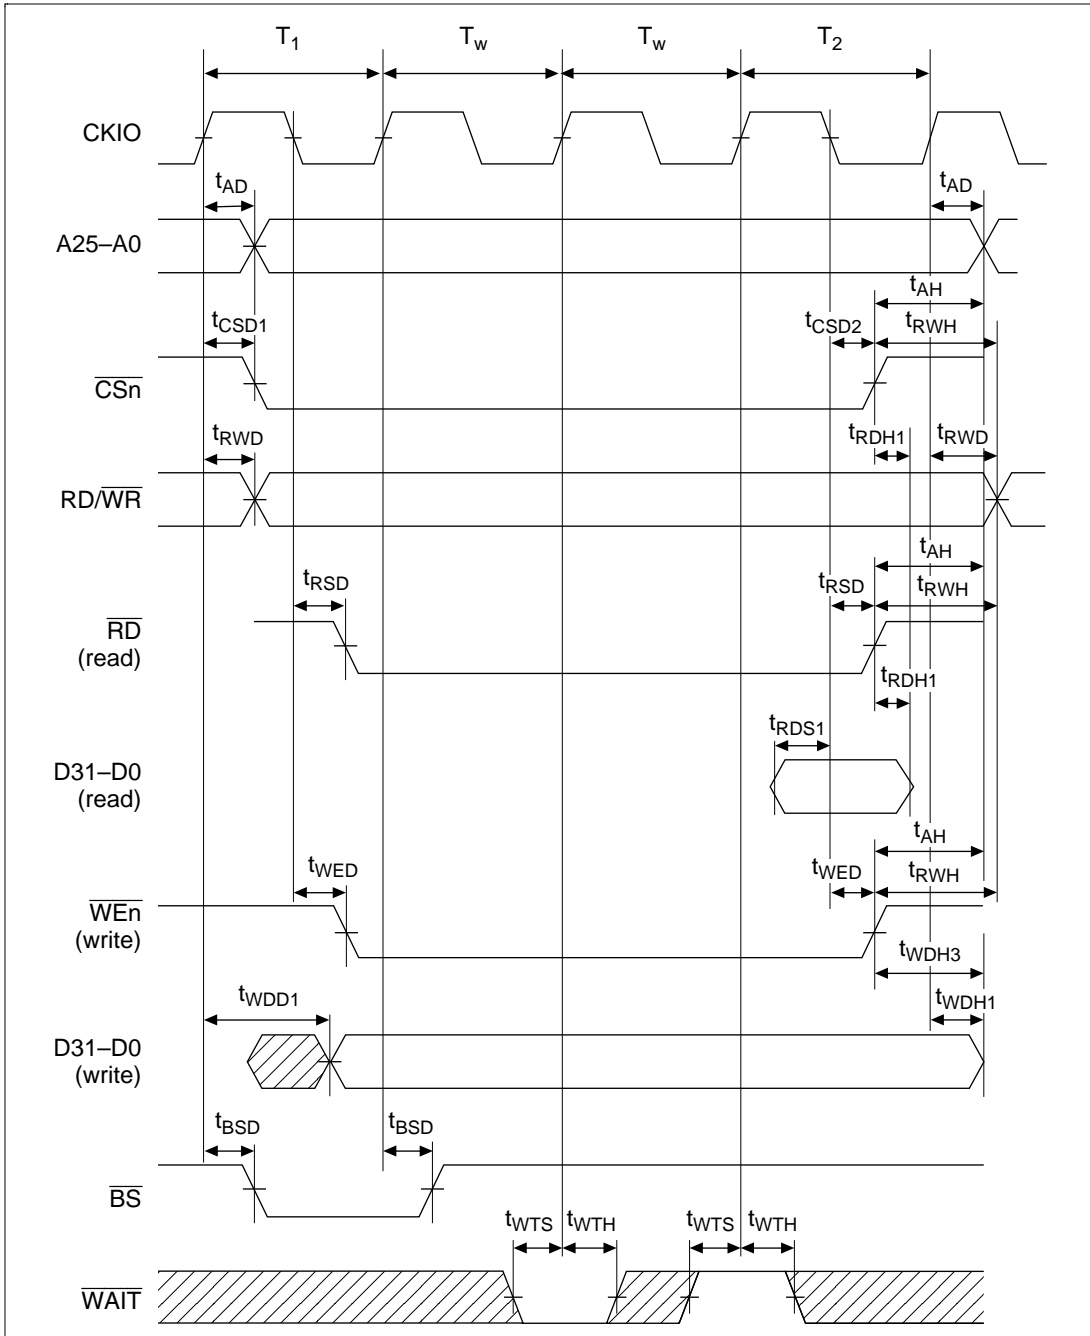 T1 Tw Tw T2
CKIO
tAD tAD
A25–A0
tAH
tCSD1 tCSD2 tRWH
CSn
tRWD tRDH1 tRWD
RD/WR
tAH
tRSD tRSD tRWH
RD
(read)
tRDH1
tRDS1
D31–D0
(read)
tAH
tWED tWED tRWH
WEn
(write)
tWDH3
tWDD1 tWDH1
D31–D0
(write)
tBSD tBSD
BS
tWTS tWTH tWTS tWTH
WAIT